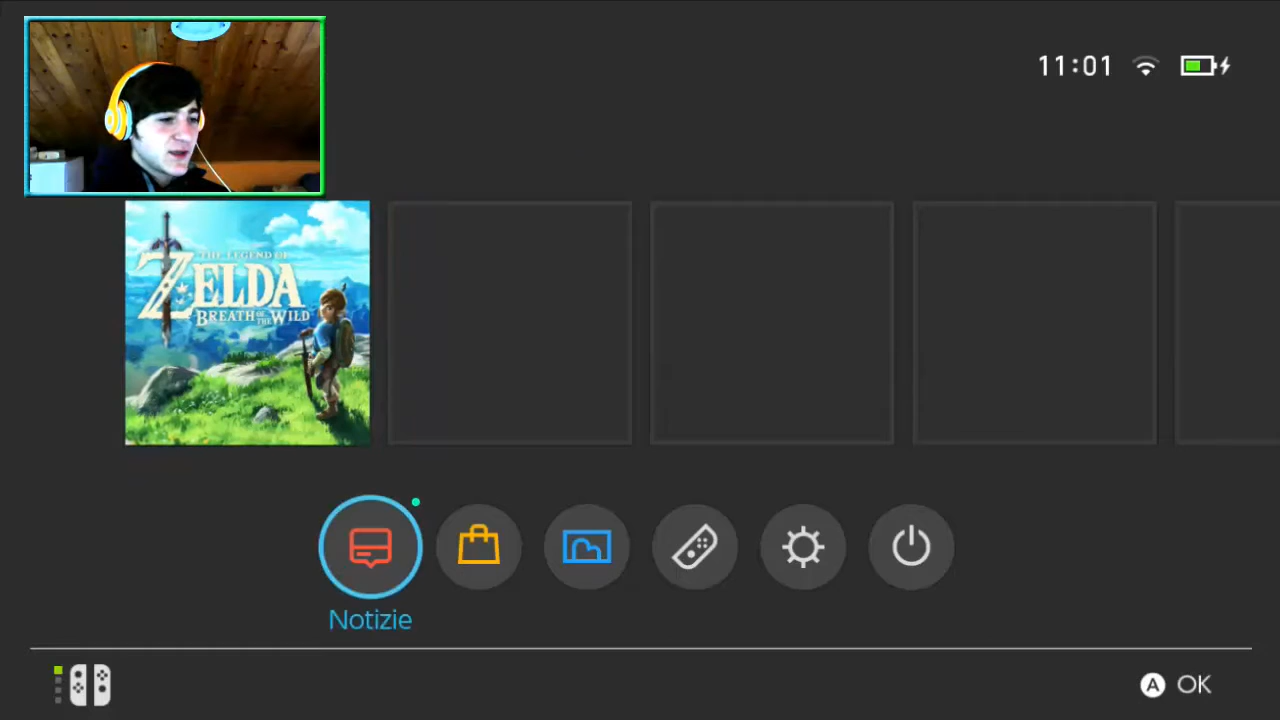 11:01
THE LEGEND OF
ZELDA
BREATH OF THE WILD
Notizie
A OK